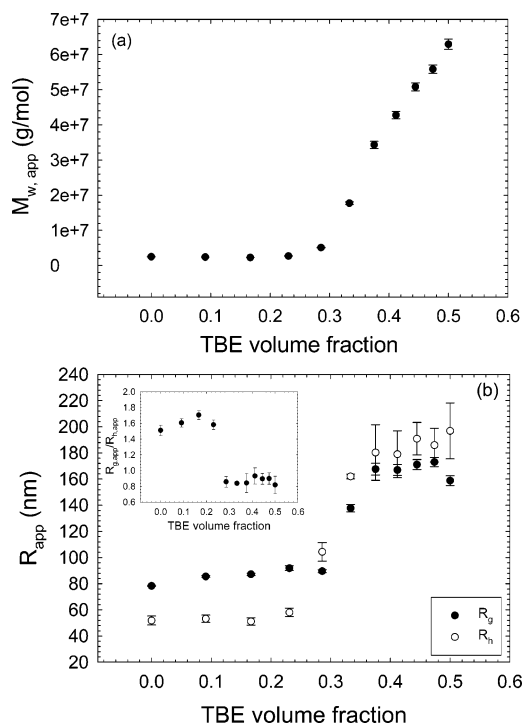 (a)
7e+7
6e+7
5e+7
4e+7
3e+7
2e+7
1e+7
0
M_w, app (g/mol)
0.0 0.1 0.2 0.3 0.4 0.5 0.6
TBE volume fraction
(b)
240
220
200
180
160
140
120
100
80
60
40
20
R_app (nm)
2.0
1.8
1.6
1.4
1.2
1.0
0.8
0.6
R_g,app/R_h,app
0.0 0.1 0.2 0.3 0.4 0.5 0.6
TBE volume fraction
R_g
R_h
0.0 0.1 0.2 0.3 0.4 0.5 0.6
TBE volume fraction